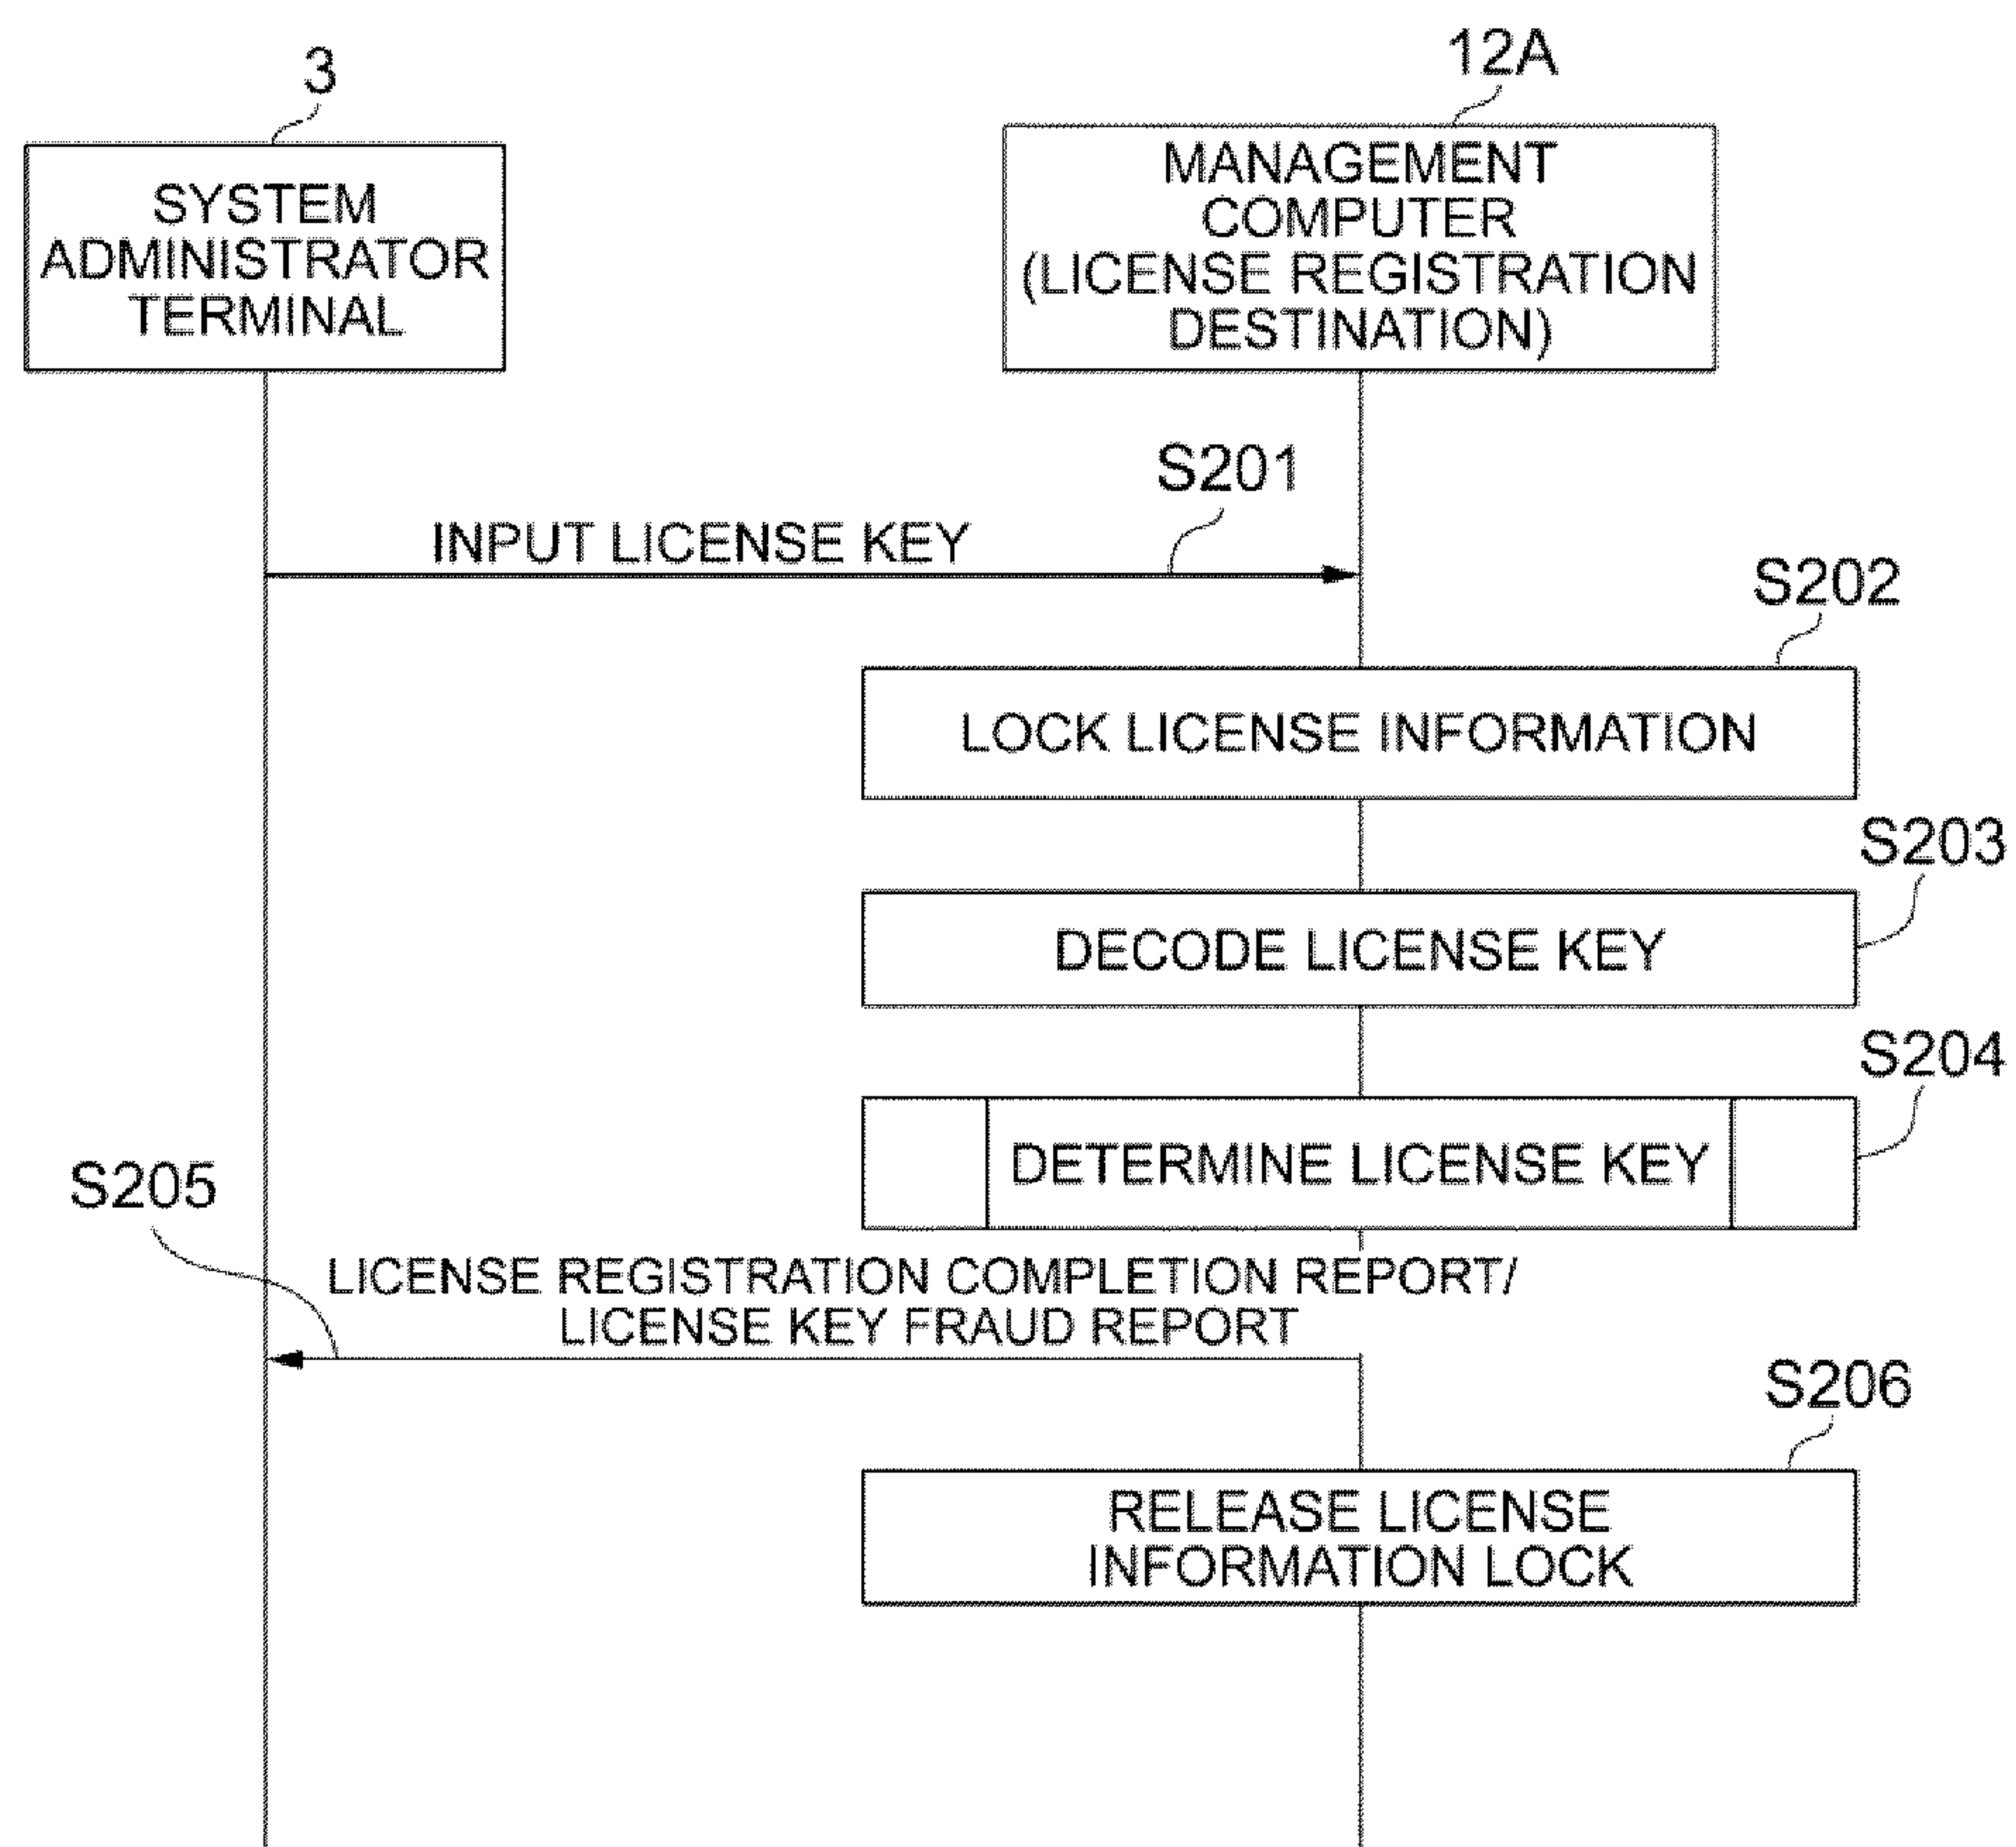 3
12A
SYSTEM
ADMINISTRATOR
TERMINAL
MANAGEMENT
COMPUTER
(LICENSE REGISTRATION
DESTINATION)
S201
INPUT LICENSE KEY
S202
LOCK LICENSE INFORMATION
S203
DECODE LICENSE KEY
S204
DETERMINE LICENSE KEY
S205
LICENSE REGISTRATION COMPLETION REPORT/
LICENSE KEY FRAUD REPORT
S206
RELEASE LICENSE
INFORMATION LOCK